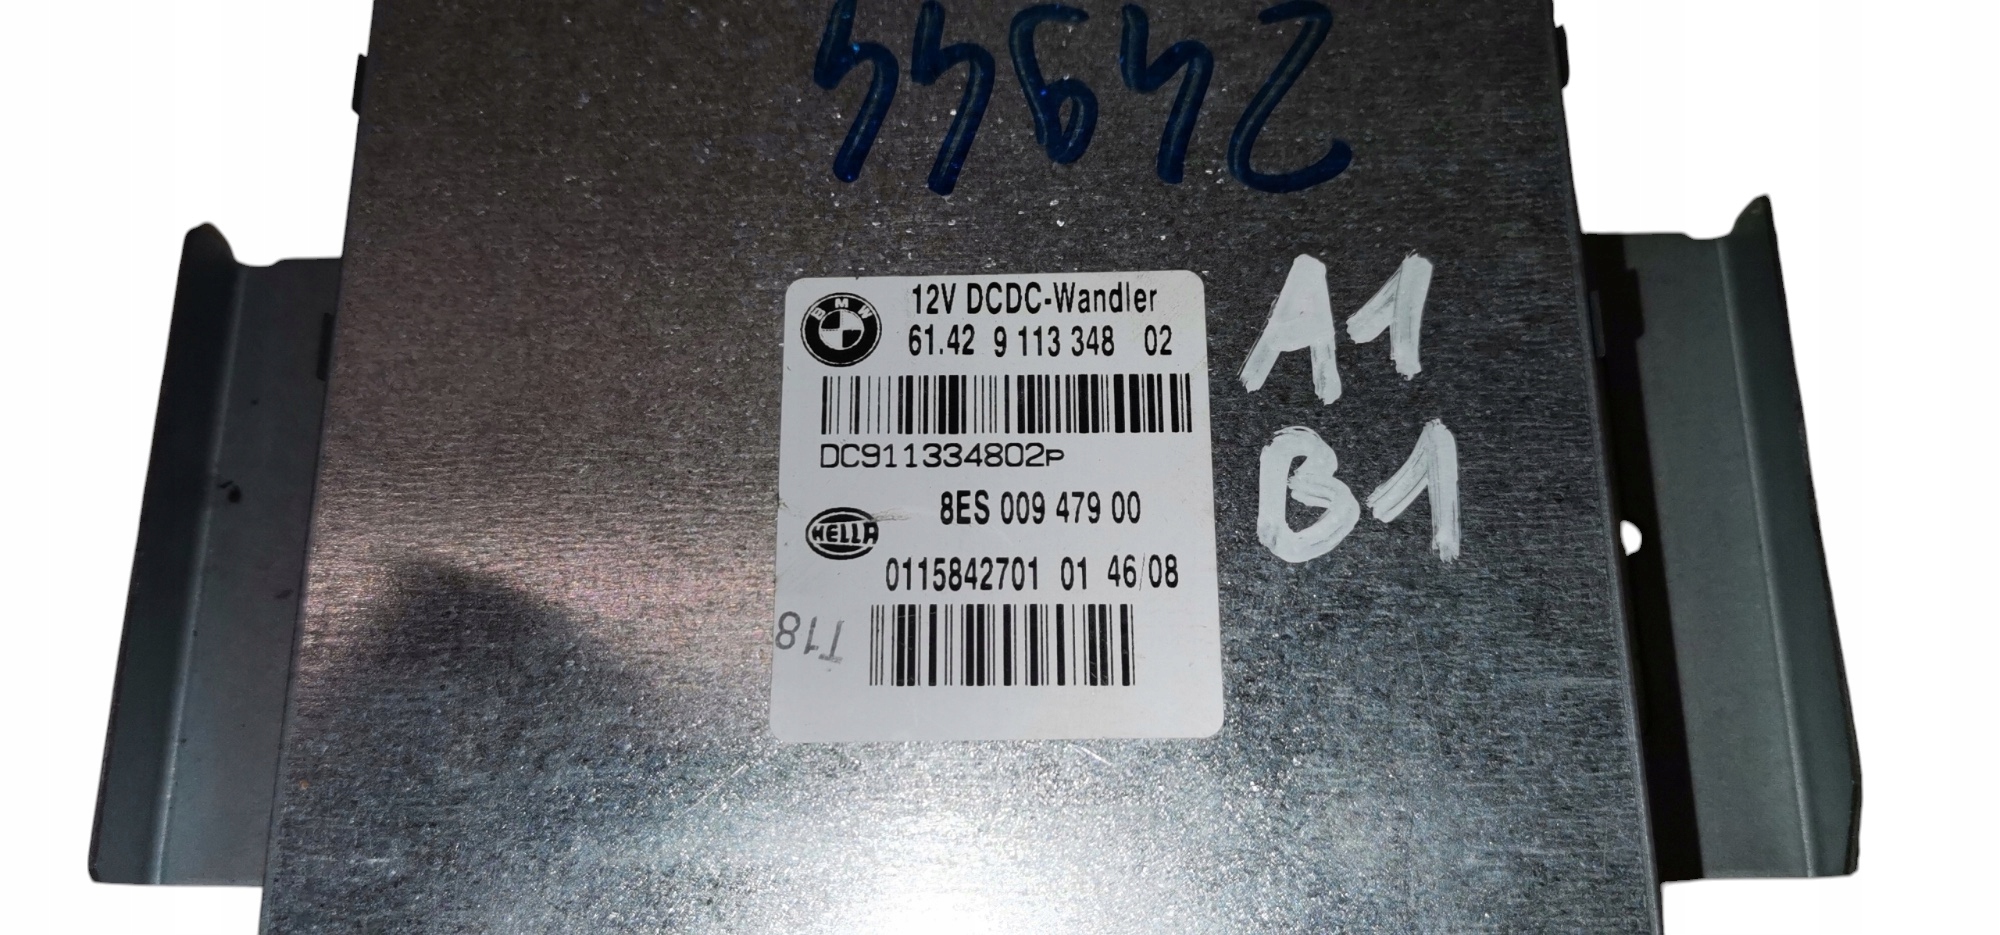 12V DCDC-Wandler
BMW
61.42 9 113 348 02
DC911334802P
8ES 009 479 00
HELLA
0115842701 01 46/08
T18
A1
B1